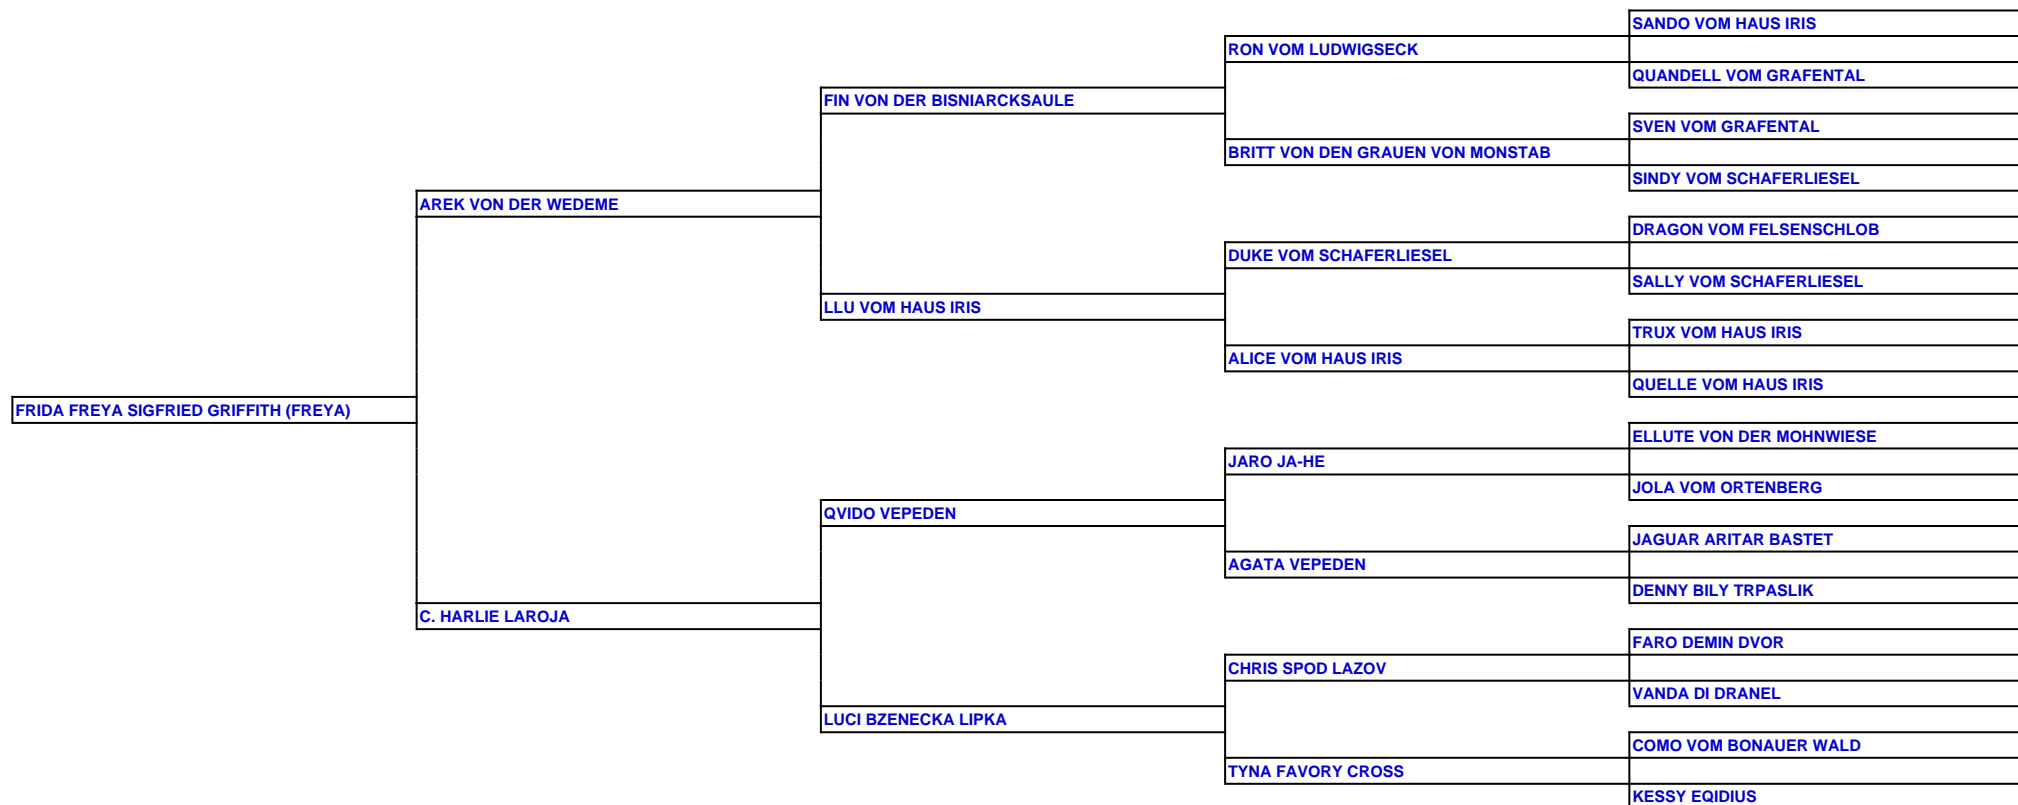 SANDO VOM HAUS IRIS
RON VOM LUDWIGSECK
QUANDELL VOM GRAFENTAL
FIN VON DER BISNIARCKSAULE
SVEN VOM GRAFENTAL
BRITT VON DEN GRAUEN VON MONSTAB
SINDY VOM SCHAFERLIESEL
AREK VON DER WEDEME
DRAGON VOM FELSENSCHLOB
DUKE VOM SCHAFERLIESEL
SALLY VOM SCHAFERLIESEL
LLU VOM HAUS IRIS
TRUX VOM HAUS IRIS
ALICE VOM HAUS IRIS
QUELLE VOM HAUS IRIS
FRIDA FREYA SIGFRIED GRIFFITH (FREYA)
ELLUTE VON DER MOHNWIESE
JARO JA-HE
JOLA VOM ORTENBERG
QVIDO VEPEDEN
JAGUAR ARITAR BASTET
AGATA VEPEDEN
DENNY BILY TRPASLIK
C. HARLIE LAROJA
FARO DEMIN DVOR
CHRIS SPOD LAZOV
VANDA DI DRANEL
LUCI BZENECKA LIPKA
COMO VOM BONAUER WALD
TYNA FAVORY CROSS
KESSY EQIDIUS